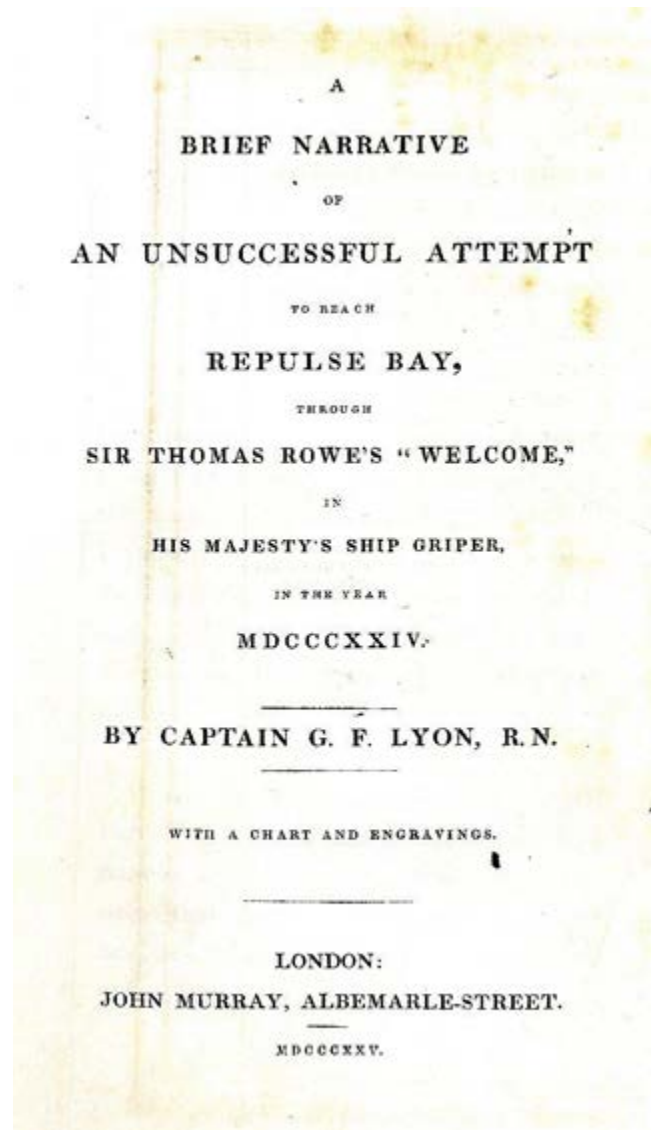 A
BRIEF NARRATIVE
OF
AN UNSUCCESSFUL ATTEMPT
TO REACH
REPULSE BAY,
THROUGH
SIR THOMAS ROWE'S “WELCOME,”
IN
HIS MAJESTY'S SHIP GRIPER,
IN THE YEAR
MDCCCXXIV.
BY CAPTAIN G. F. LYON, R.N.
WITH A CHART AND ENGRAVINGS.
LONDON:
JOHN MURRAY, ALBEMARLE-STREET.
MDCCCXXV.